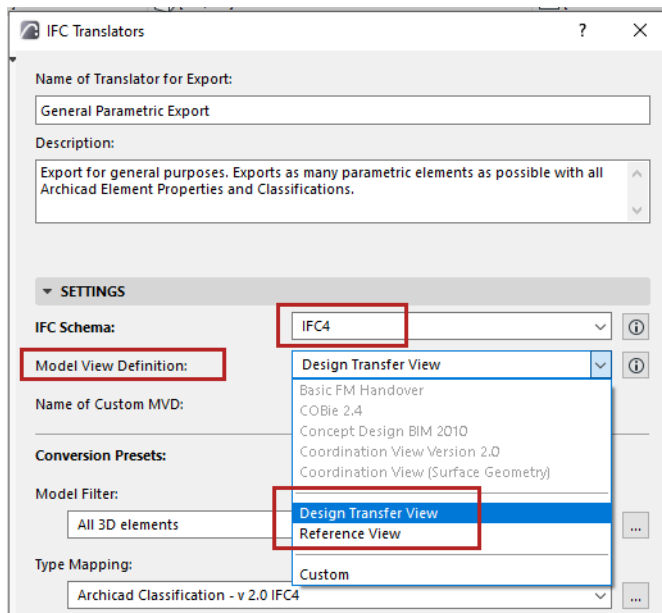 IFC Translators
?
Name of Translator for Export:
General Parametric Export
Description:
Export for general purposes. Exports as many parametric elements as possible with all
Archicad Element Properties and Classifications.
SETTINGS
IFC Schema:
IFC4
Model View Definition:
Design Transfer View
Basic FM Handover
COBie 2.4
Name of Custom MVD:
Concept Design BIM 2010
Coordination View Version 2.0
Conversion Presets:
Coordination View (Surface Geometry)
Model Filter:
Design Transfer View
All 3D elements
...
Reference View
Type Mapping:
Custom
Archicad Classification - v 2.0 IFC4
...